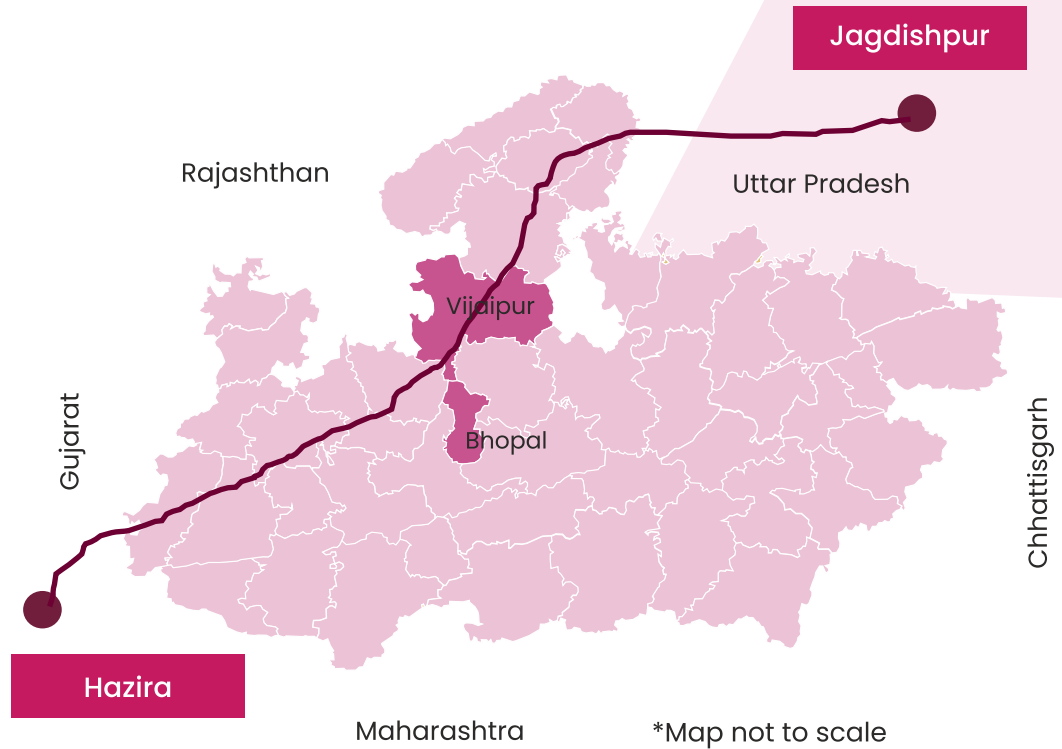 Jagdishpur
Rajashthan
Uttar Pradesh
Vijaipur
Gujarat
Bhopal
Chhattisgarh
Hazira
Maharashtra
*Map not to scale